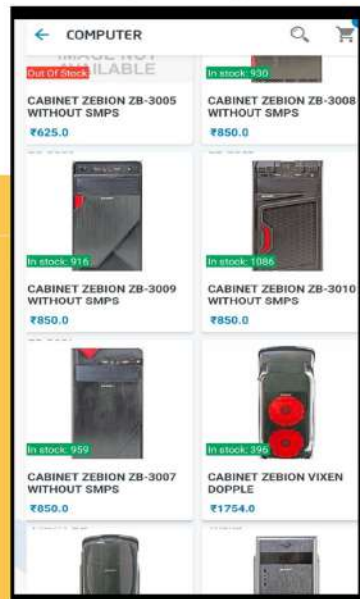 COMPUTER
IMAGE NOT
AVAILABLE
Out Of Stock
In stock: 930
CABINET ZEBION ZB-3005
WITHOUT SMPS
₹625.0
CABINET ZEBION ZB-3008
WITHOUT SMPS
₹850.0
In stock: 916
In stock: 1086
CABINET ZEBION ZB-3009
WITHOUT SMPS
₹850.0
CABINET ZEBION ZB-3010
WITHOUT SMPS
₹850.0
In stock: 959
In stock: 396
CABINET ZEBION ZB-3007
WITHOUT SMPS
₹850.0
CABINET ZEBION VIXEN
DOPPLE
₹1754.0